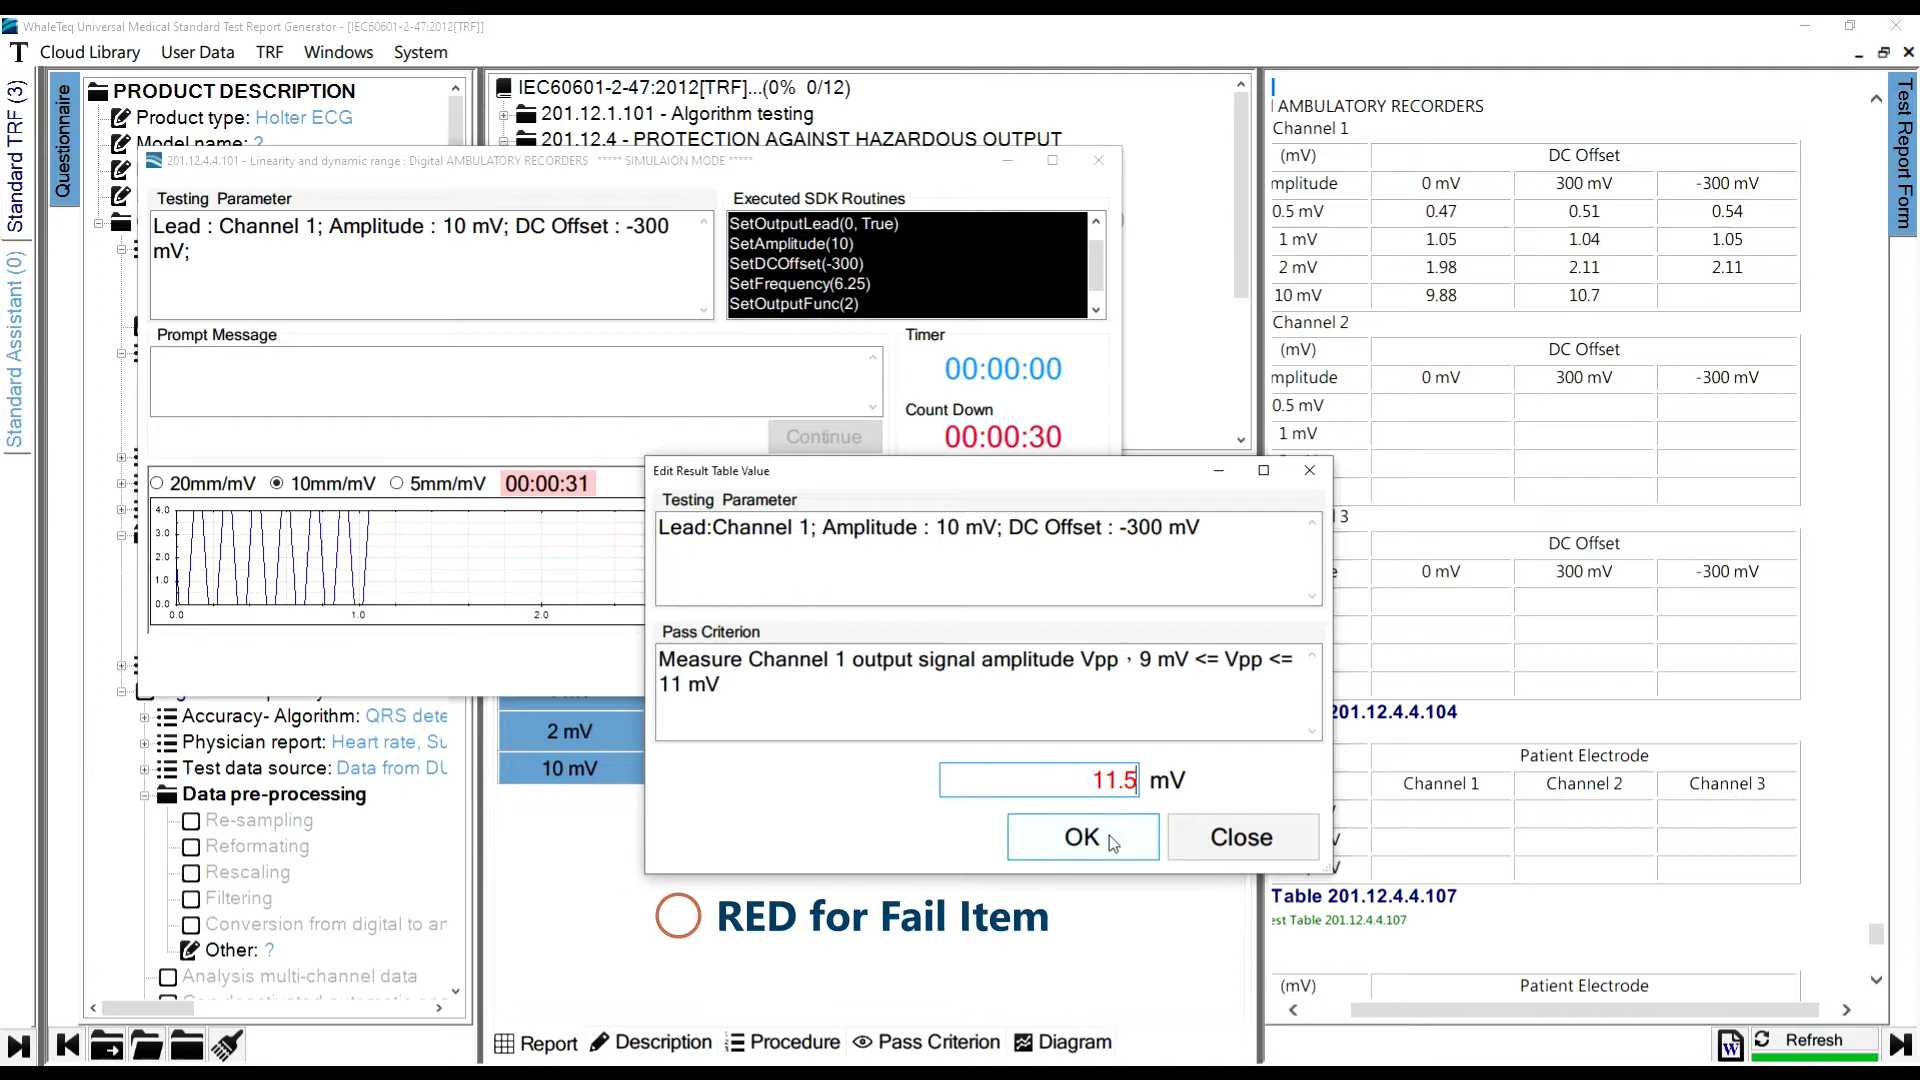 WhaleTeq Universal Medical Standard Test Report Generator - [IEC60601-2-47:2012[TRF]]
T Cloud Library User Data TRF Windows System
Standard TRF (3)
Standard Assistant (0)
Questionnaire
PRODUCT DESCRIPTION
Product type: Holter ECG
Model name: ?
IEC60601-2-47:2012[TRF]...(0% 0/12)
201.12.1.101 - Algorithm testing
201.12.4 - PROTECTION AGAINST HAZARDOUS OUTPUT
201.12.4.4.101 - Linearity and dynamic range : Digital AMBULATORY RECORDERS ***** SIMULAION MODE *****
Testing Parameter
Lead : Channel 1; Amplitude : 10 mV; DC Offset : -300
mV;
Executed SDK Routines
SetOutputLead(0, True)
SetAmplitude(10)
SetDCOffset(-300)
SetFrequency(6.25)
SetOutputFunc(2)
Prompt Message
Continue
Timer
00:00:00
Count Down
00:00:30
20mm/mV 10mm/mV 5mm/mV 00:00:31
4.0
3.0
2.0
1.0
0.0
0.0 1.0 2.0
Edit Result Table Value
Testing Parameter
Lead:Channel 1; Amplitude : 10 mV; DC Offset : -300 mV
Pass Criterion
Measure Channel 1 output signal amplitude Vpp，9 mV <= Vpp <=
11 mV
11.5 mV
OK Close
2 mV
10 mV
RED for Fail Item
Accuracy- Algorithm: QRS dete
Physician report: Heart rate, Su
Test data source: Data from DU
Data pre-processing
Re-sampling
Reformating
Rescaling
Filtering
Conversion from digital to an
Other: ?
Analysis multi-channel data
Report Description Procedure Pass Criterion Diagram
AMBULATORY RECORDERS
Channel 1
(mV) DC Offset
mplitude 0 mV 300 mV -300 mV
0.5 mV 0.47 0.51 0.54
1 mV 1.05 1.04 1.05
2 mV 1.98 2.11 2.11
10 mV 9.88 10.7
Channel 2
(mV) DC Offset
mplitude 0 mV 300 mV -300 mV
0.5 mV
1 mV
3
DC Offset
e 0 mV 300 mV -300 mV
201.12.4.4.104
Patient Electrode
Channel 1 Channel 2 Channel 3
Table 201.12.4.4.107
est Table 201.12.4.4.107
(mV) Patient Electrode
Test Report Form
W Refresh